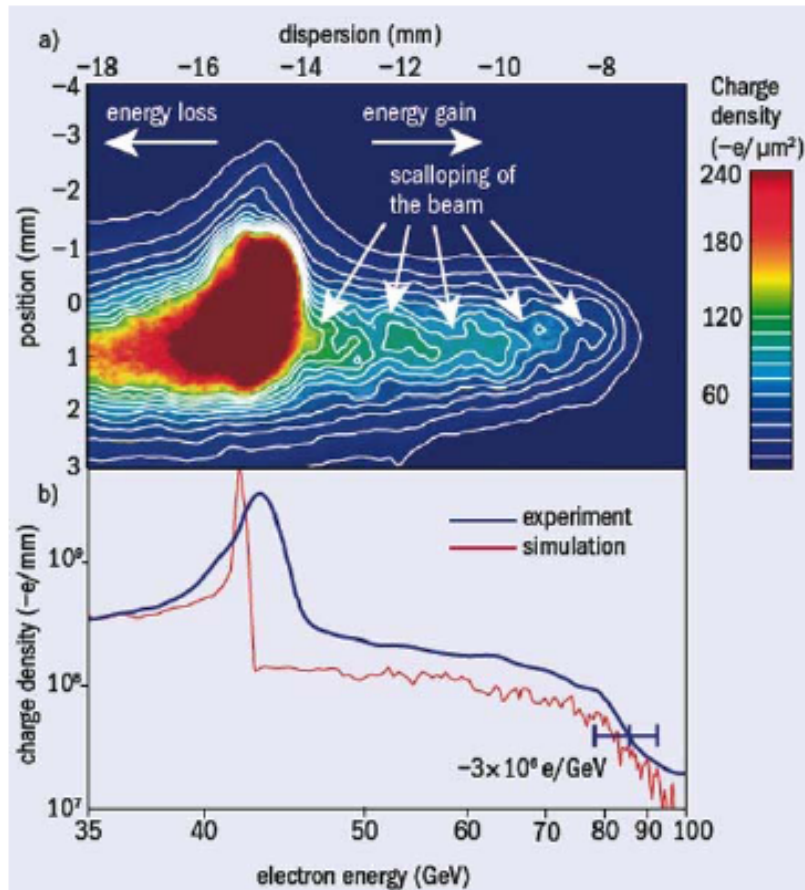 a)
dispersion (mm)
−18 −16 −14 −12 −10 −8
−4
−3
−2
−1
0
1
2
3
position (mm)
energy loss
energy gain
scalloping of
the beam
Charge
density
(−e/μm²)
240
180
120
60
b)
experiment
simulation
charge density (−e/mm)
10⁹
10⁸
10⁷
−3×10⁶ e/GeV
35 40 50 60 70 80 90 100
electron energy (GeV)